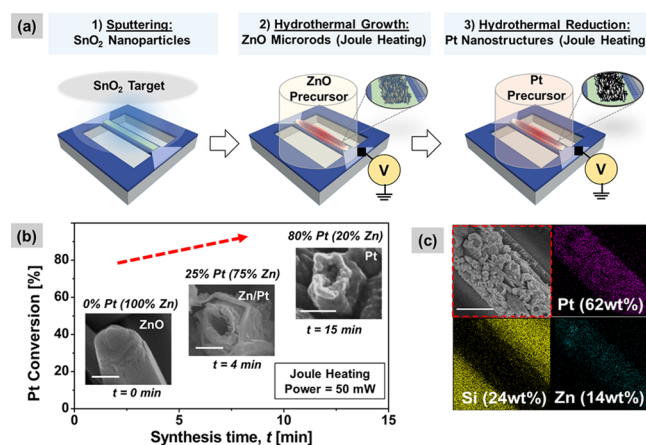 (a)
1) Sputtering:
SnO₂ Nanoparticles
2) Hydrothermal Growth:
ZnO Microrods (Joule Heating)
3) Hydrothermal Reduction:
Pt Nanostructures (Joule Heating)
SnO₂ Target
ZnO
Precursor
V
Pt
Precursor
V
(b)
Pt Conversion [%]
80
60
40
20
0
0% Pt (100% Zn)
ZnO
t = 0 min
25% Pt (75% Zn)
Zn/Pt
t = 4 min
80% Pt (20% Zn)
Pt
t = 15 min
Joule Heating
Power = 50 mW
0
5
10
15
Synthesis time, t [min]
(c)
Pt (62wt%)
Si (24wt%)
Zn (14wt%)